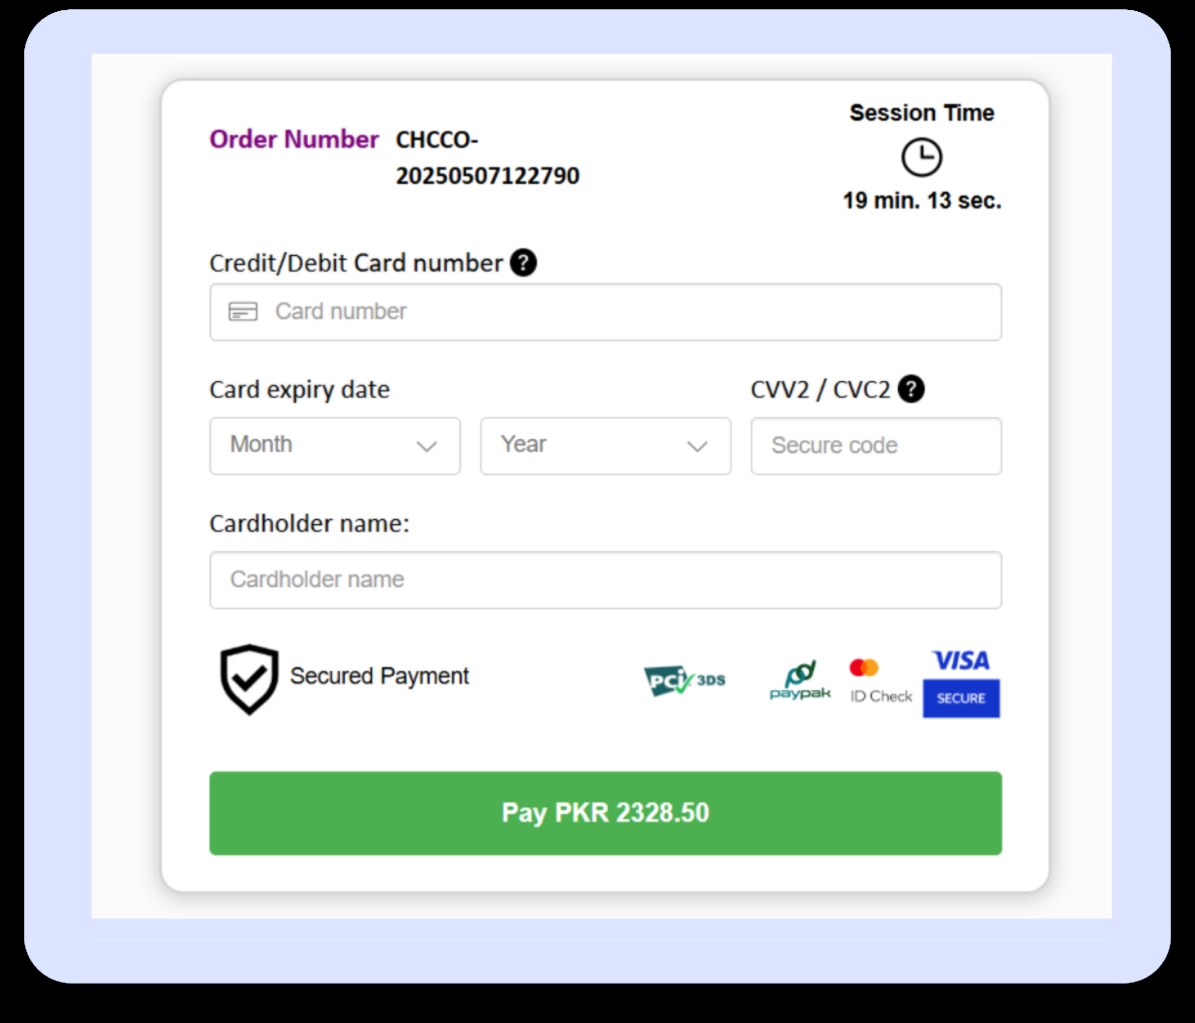 Session Time
Order Number CHCCO-
20250507122790
19 min. 13 sec.
Credit/Debit Card number ?
Card number
Card expiry date
CVV2 / CVC2 ?
Month
Year
Secure code
Cardholder name:
Cardholder name
Secured Payment
PCi 3DS
paypak
ID Check
VISA
SECURE
Pay PKR 2328.50